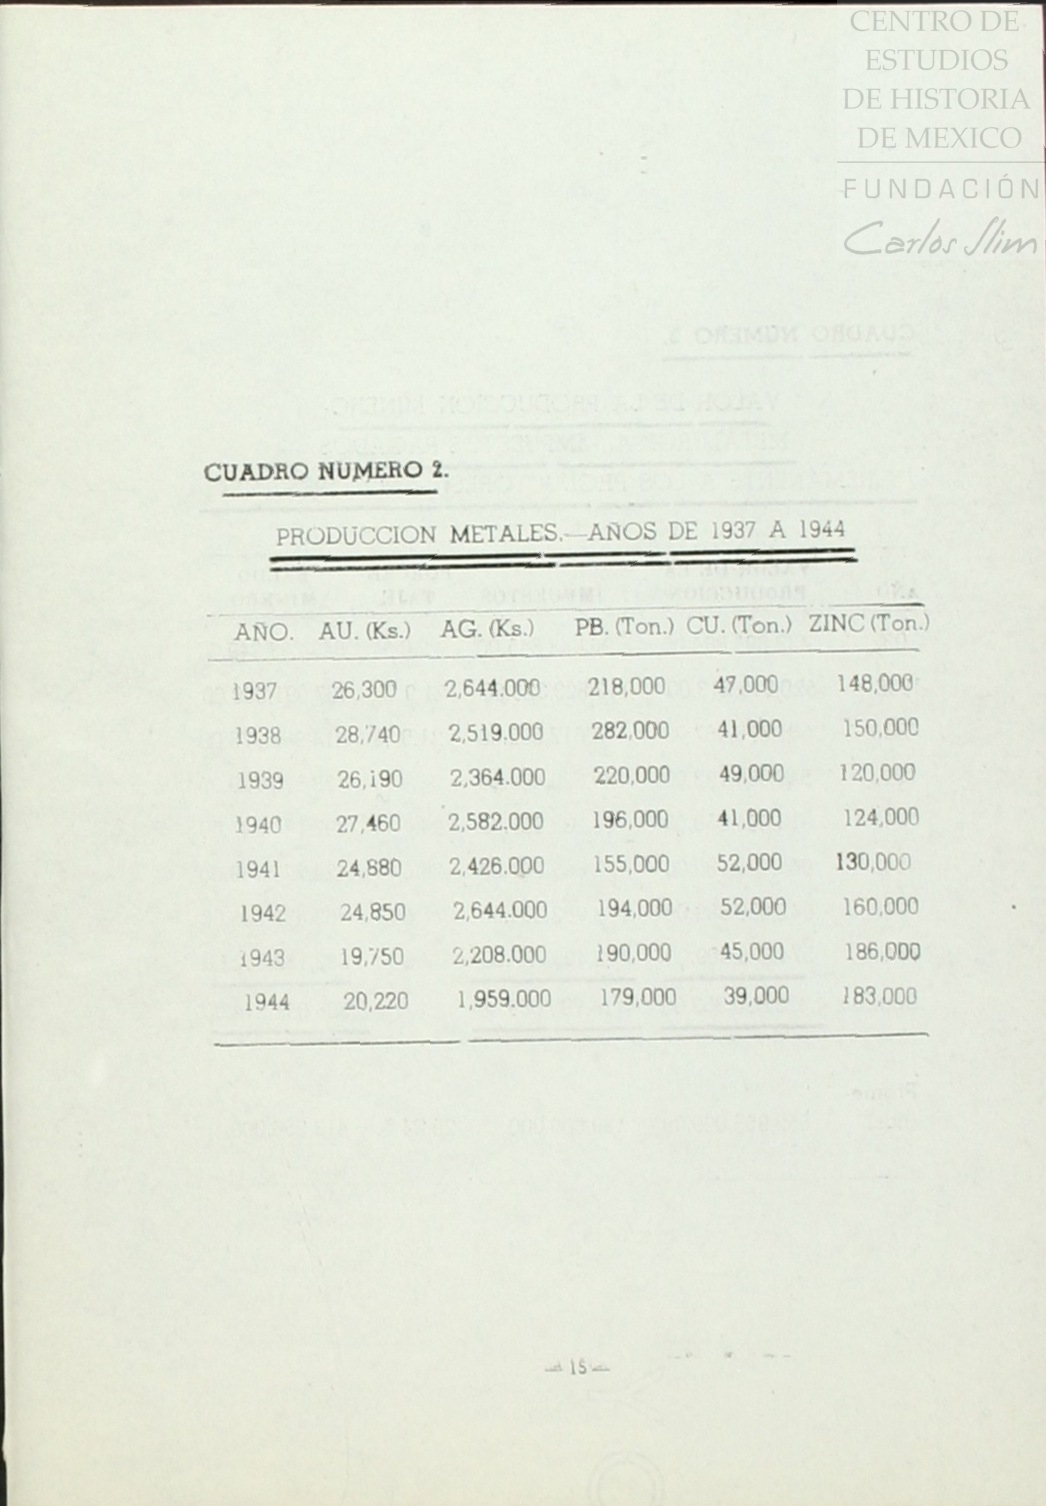 CENTRO DE
ESTUDIOS
DE HISTORIA
DE MEXICO
FUNDACIÓN
Carlos Slim
CUADRO NUMERO 2.
PRODUCCION METALES.—AÑOS DE 1937 A 1944
AÑO. AU. (Ks.) AG. (Ks.) PB. (Ton.) CU. (Ton.) ZINC (Ton.)
1937 26,300 2,644.000 218,000 47,000 148,000
1938 28,740 2,519.000 282,000 41,000 150,000
1939 26,190 2,364.000 220,000 49,000 120,000
1940 27,460 2,582.000 196,000 41,000 124,000
1941 24,880 2,426.000 155,000 52,000 130,000
1942 24,850 2,644.000 194,000 52,000 160,000
1943 19,750 2,208.000 190,000 45,000 186,000
1944 20,220 1,959.000 179,000 39,000 183,000
— 15 —